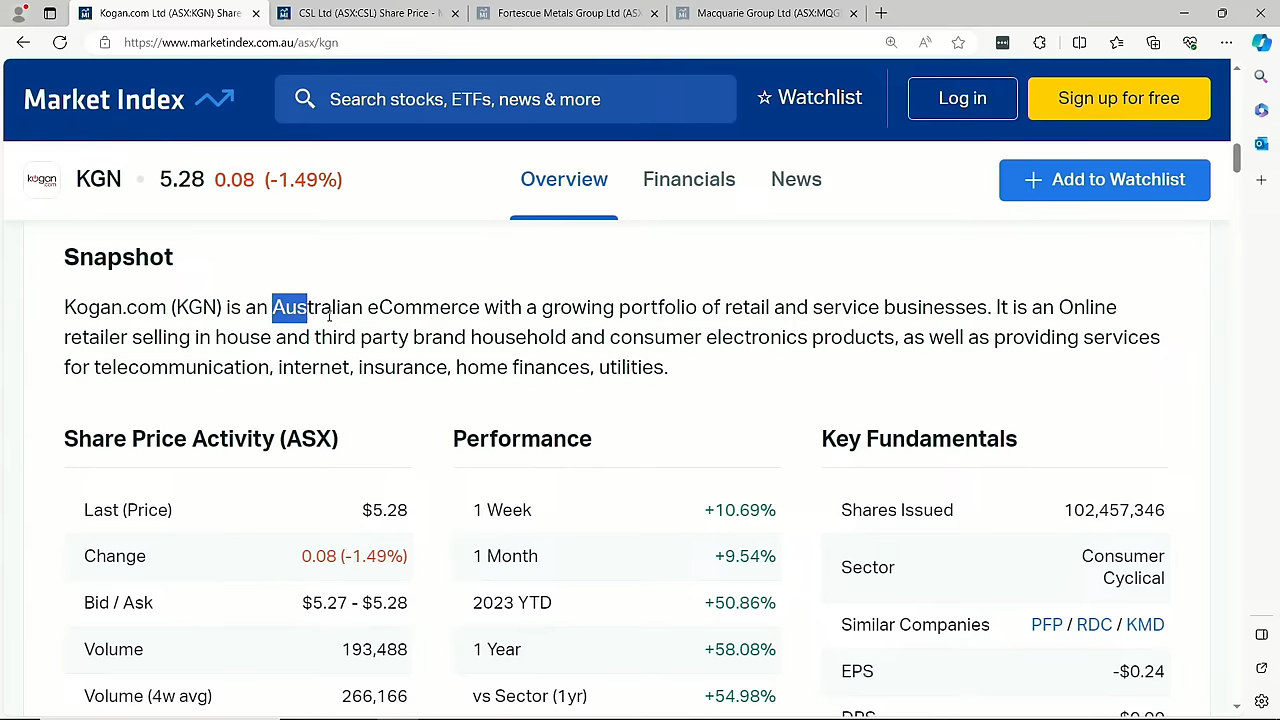 Kogan.com Ltd (ASX:KGN) Share
CSL Ltd (ASX:CSL) Share Price - M
Fortescue Metals Group Ltd (ASX
Macquarie Group Ltd (ASX:MQG
https://www.marketindex.com.au/asx/kgn
Market Index
Search stocks, ETFs, news & more
☆ Watchlist
Log in
Sign up for free
kogan.com
KGN • 5.28 0.08 (-1.49%)
Overview
Financials
News
+ Add to Watchlist
Snapshot
Kogan.com (KGN) is an Australian eCommerce with a growing portfolio of retail and service businesses. It is an Online
retailer selling in house and third party brand household and consumer electronics products, as well as providing services
for telecommunication, internet, insurance, home finances, utilities.
Share Price Activity (ASX)
Last (Price) $5.28
Change 0.08 (-1.49%)
Bid / Ask $5.27 - $5.28
Volume 193,488
Volume (4w avg) 266,166
Performance
1 Week +10.69%
1 Month +9.54%
2023 YTD +50.86%
1 Year +58.08%
vs Sector (1yr) +54.98%
Key Fundamentals
Shares Issued 102,457,346
Sector Consumer
Cyclical
Similar Companies PFP / RDC / KMD
EPS -$0.24
DPS $0.00